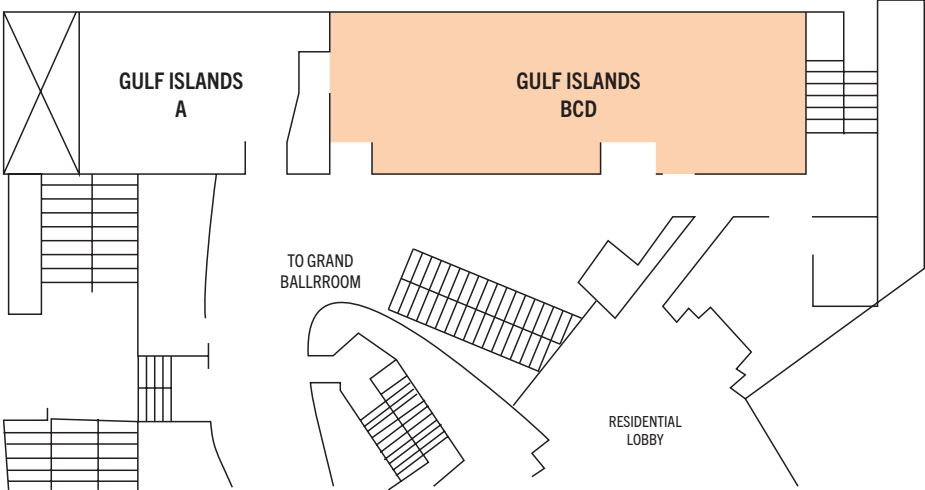 GULF ISLANDS
A
GULF ISLANDS
BCD
TO GRAND
BALLRROOM
RESIDENTIAL
LOBBY